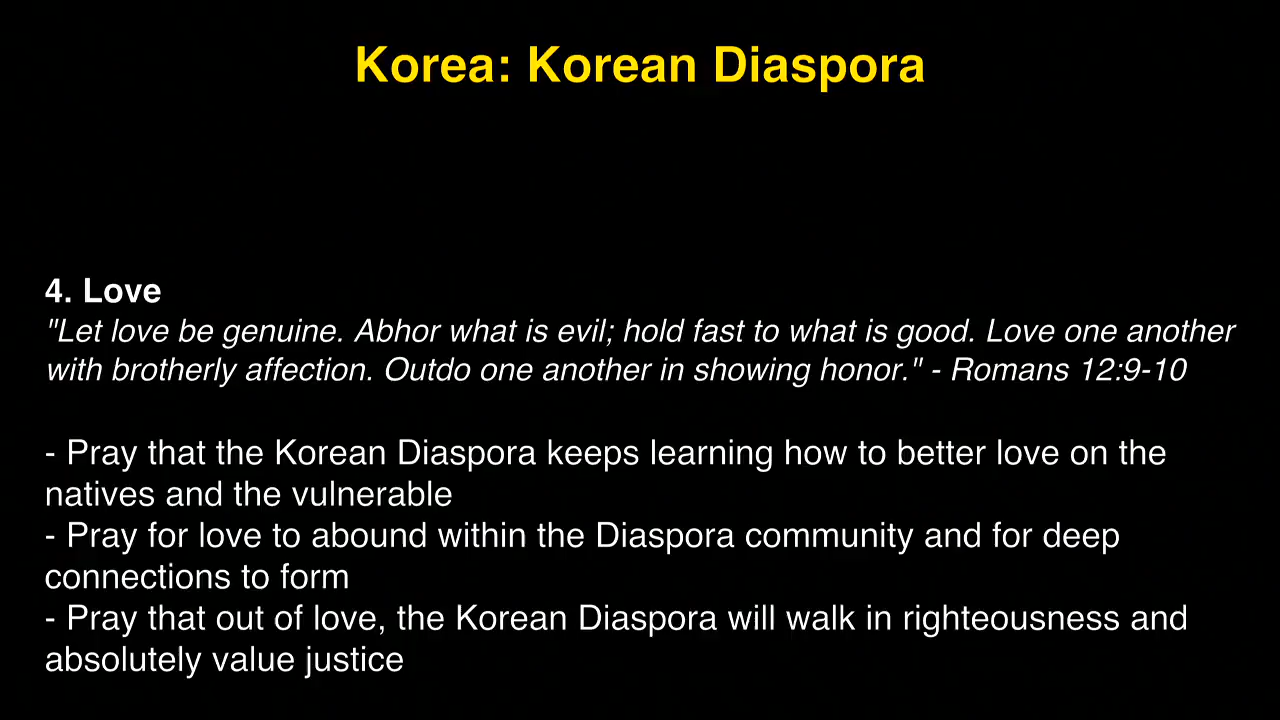 Korea: Korean Diaspora
4. Love
"Let love be genuine. Abhor what is evil; hold fast to what is good. Love one another
with brotherly affection. Outdo one another in showing honor." - Romans 12:9-10
- Pray that the Korean Diaspora keeps learning how to better love on the
natives and the vulnerable
- Pray for love to abound within the Diaspora community and for deep
connections to form
- Pray that out of love, the Korean Diaspora will walk in righteousness and
absolutely value justice